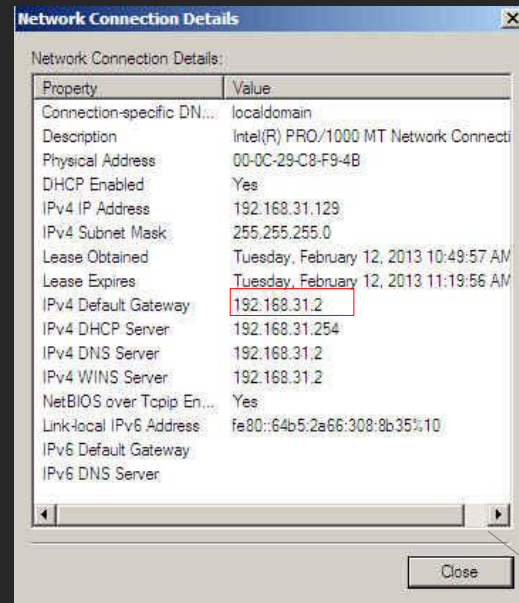 Network Connection Details
Network Connection Details:
Property Value
Connection-specific DN... localdomain
Description Intel(R) PRO/1000 MT Network Connecti
Physical Address 00-0C-29-C8-F9-4B
DHCP Enabled Yes
IPv4 IP Address 192.168.31.129
IPv4 Subnet Mask 255.255.255.0
Lease Obtained Tuesday, February 12, 2013 10:49:57 AM
Lease Expires Tuesday, February 12, 2013 11:19:56 AM
IPv4 Default Gateway 192.168.31.2
IPv4 DHCP Server 192.168.31.254
IPv4 DNS Server 192.168.31.2
IPv4 WINS Server 192.168.31.2
NetBIOS over Tcpip En... Yes
Link-local IPv6 Address fe80::64b5:2a66:308:8b35%10
IPv6 Default Gateway
IPv6 DNS Server
Close